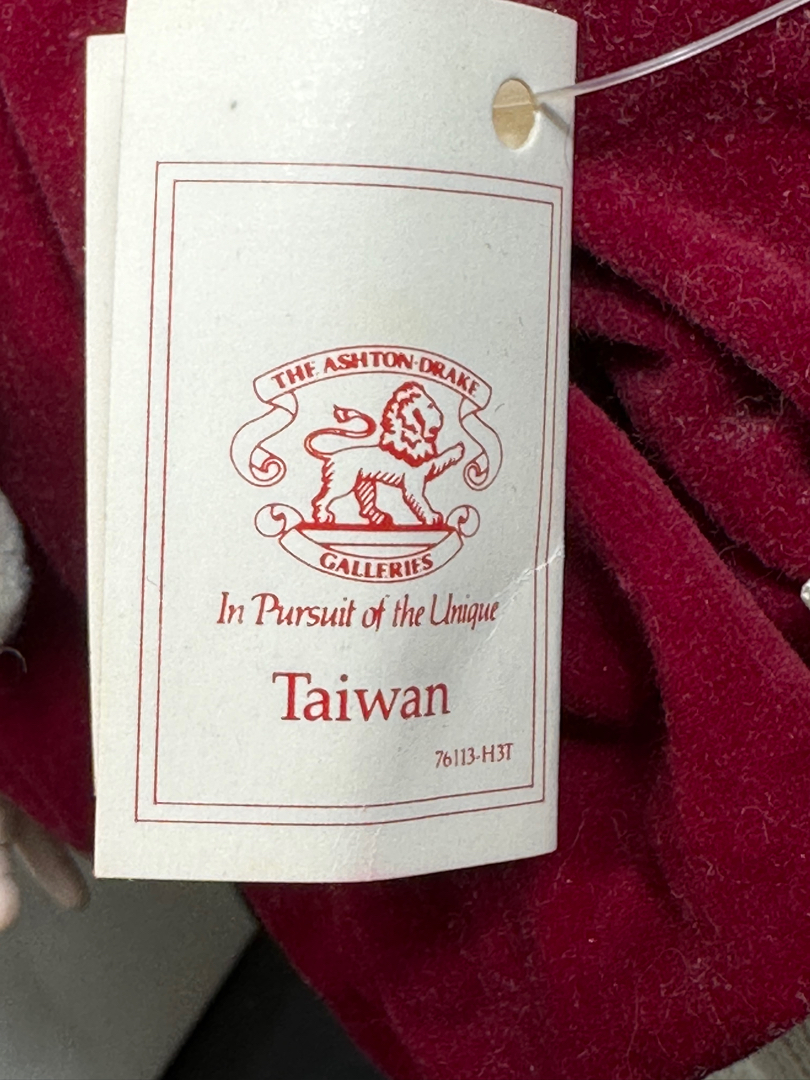 THE ASHTON-DRAKE
GALLERIES
In Pursuit of the Unique
Taiwan
76113-H3T